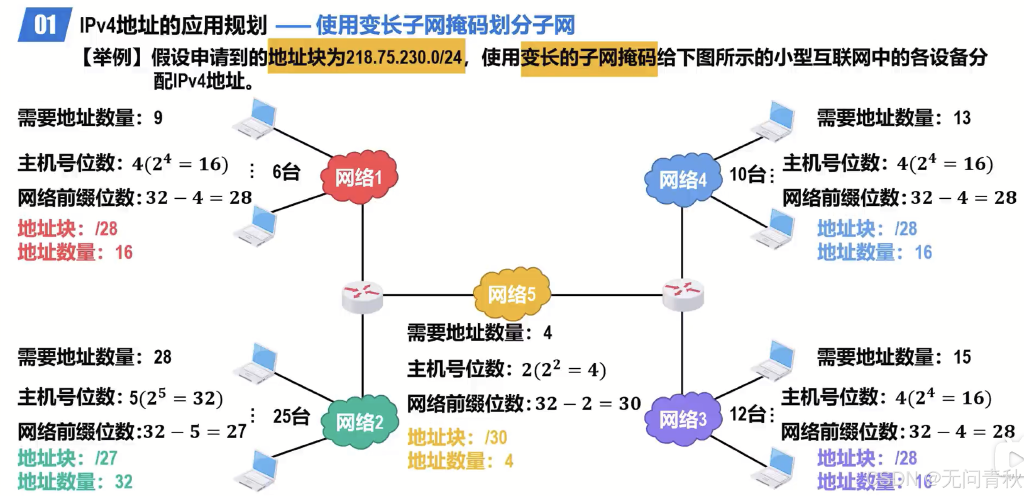 01 IPv4地址的应用规划 —— 使用变长子网掩码划分子网
【举例】假设申请到的地址块为218.75.230.0/24，使用变长的子网掩码给下图所示的小型互联网中的各设备分
配IPv4地址。
需要地址数量：9
主机号位数：4(2⁴ = 16)
网络前缀位数：32 − 4 = 28
地址块：/28
地址数量：16
⋮ 6台
网络1
网络4
10台⋮
需要地址数量：13
主机号位数：4(2⁴ = 16)
网络前缀位数：32 − 4 = 28
地址块：/28
地址数量：16
网络5
需要地址数量：4
主机号位数：2(2² = 4)
网络前缀位数：32 − 2 = 30
地址块：/30
地址数量：4
需要地址数量：28
主机号位数：5(2⁵ = 32)
网络前缀位数：32 − 5 = 27
地址块：/27
地址数量：32
⋮ 25台
网络2
网络3
12台⋮
需要地址数量：15
主机号位数：4(2⁴ = 16)
网络前缀位数：32 − 4 = 28
地址块：/28
地址数量：16
CSDN @无问青秋